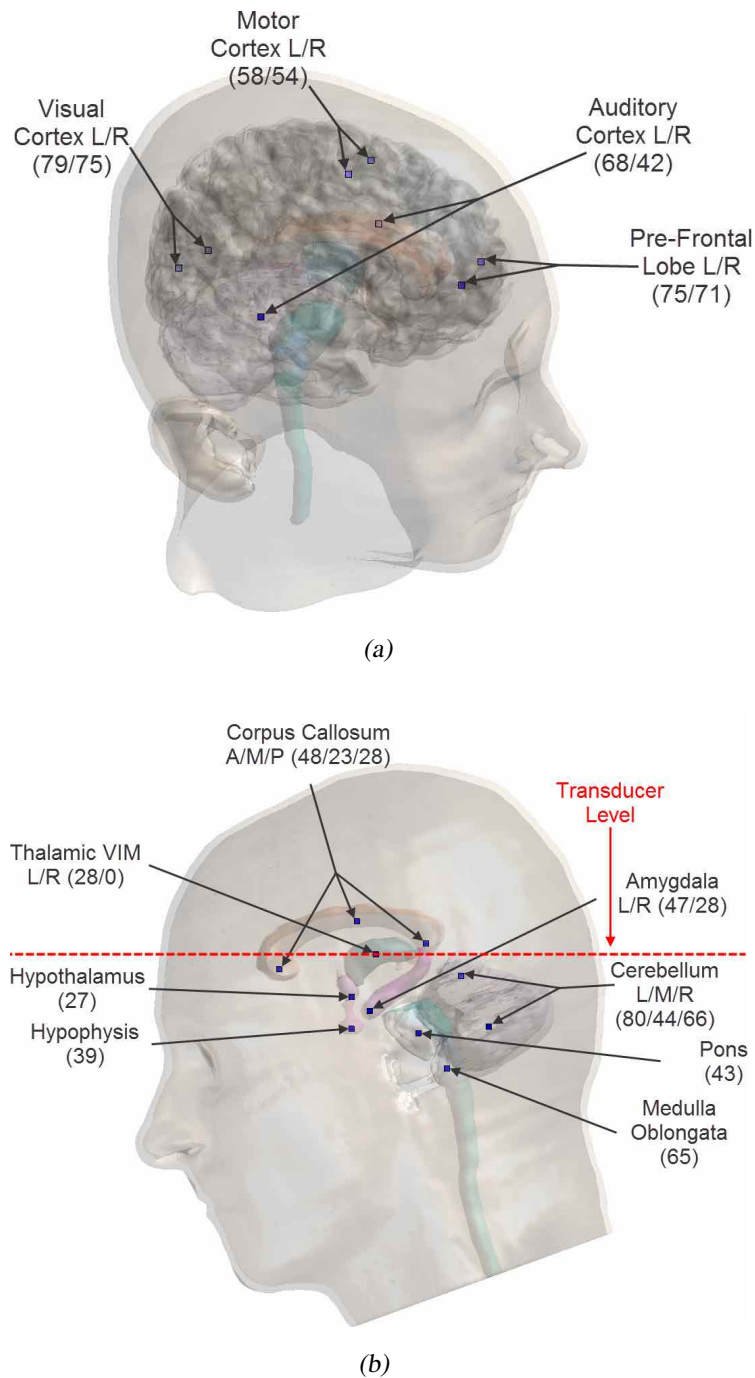 Motor
Cortex L/R
(58/54)
Visual
Cortex L/R
(79/75)
Auditory
Cortex L/R
(68/42)
Pre-Frontal
Lobe L/R
(75/71)
(a)
Corpus Callosum
A/M/P (48/23/28)
Transducer
Level
Thalamic VIM
L/R (28/0)
Amygdala
L/R (47/28)
Hypothalamus
(27)
Cerebellum
L/M/R
(80/44/66)
Hypophysis
(39)
Pons
(43)
Medulla
Oblongata
(65)
(b)